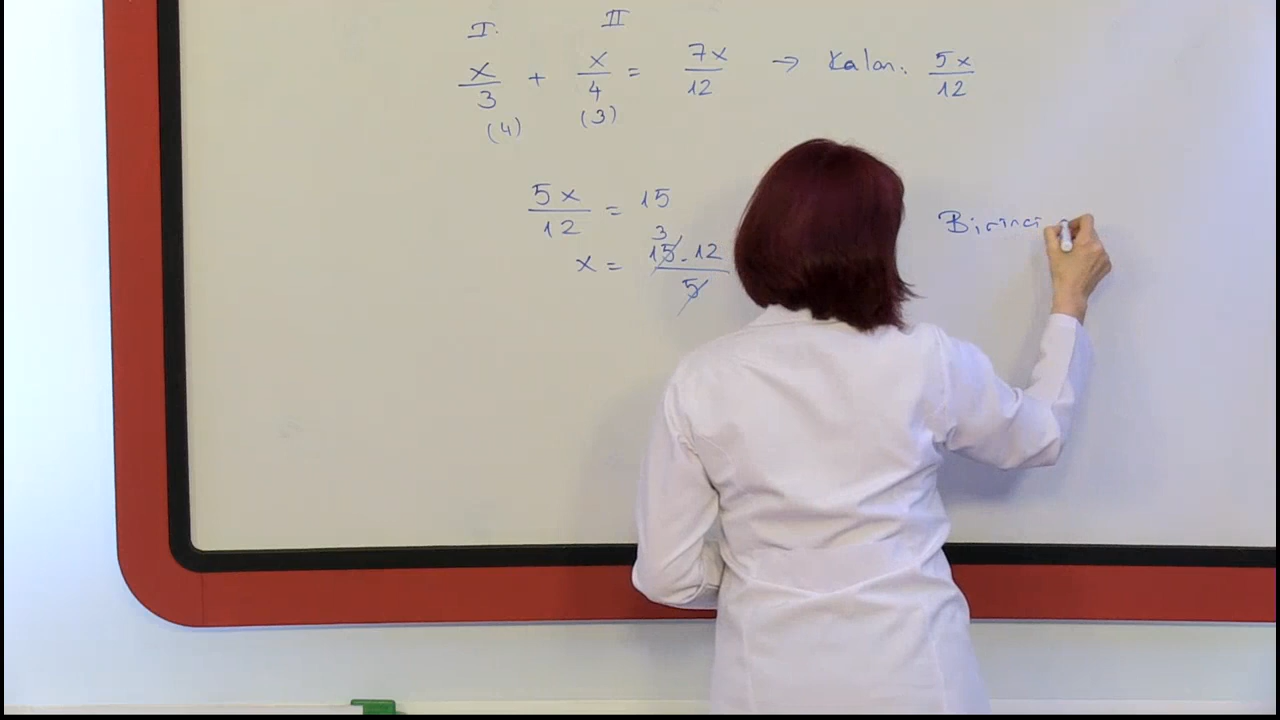 I. II
x/3 + x/4 = 7x/12 → Kalan: 5x/12
(4) (3)
5x/12 = 15
3
x = 15.12/5
Birinci